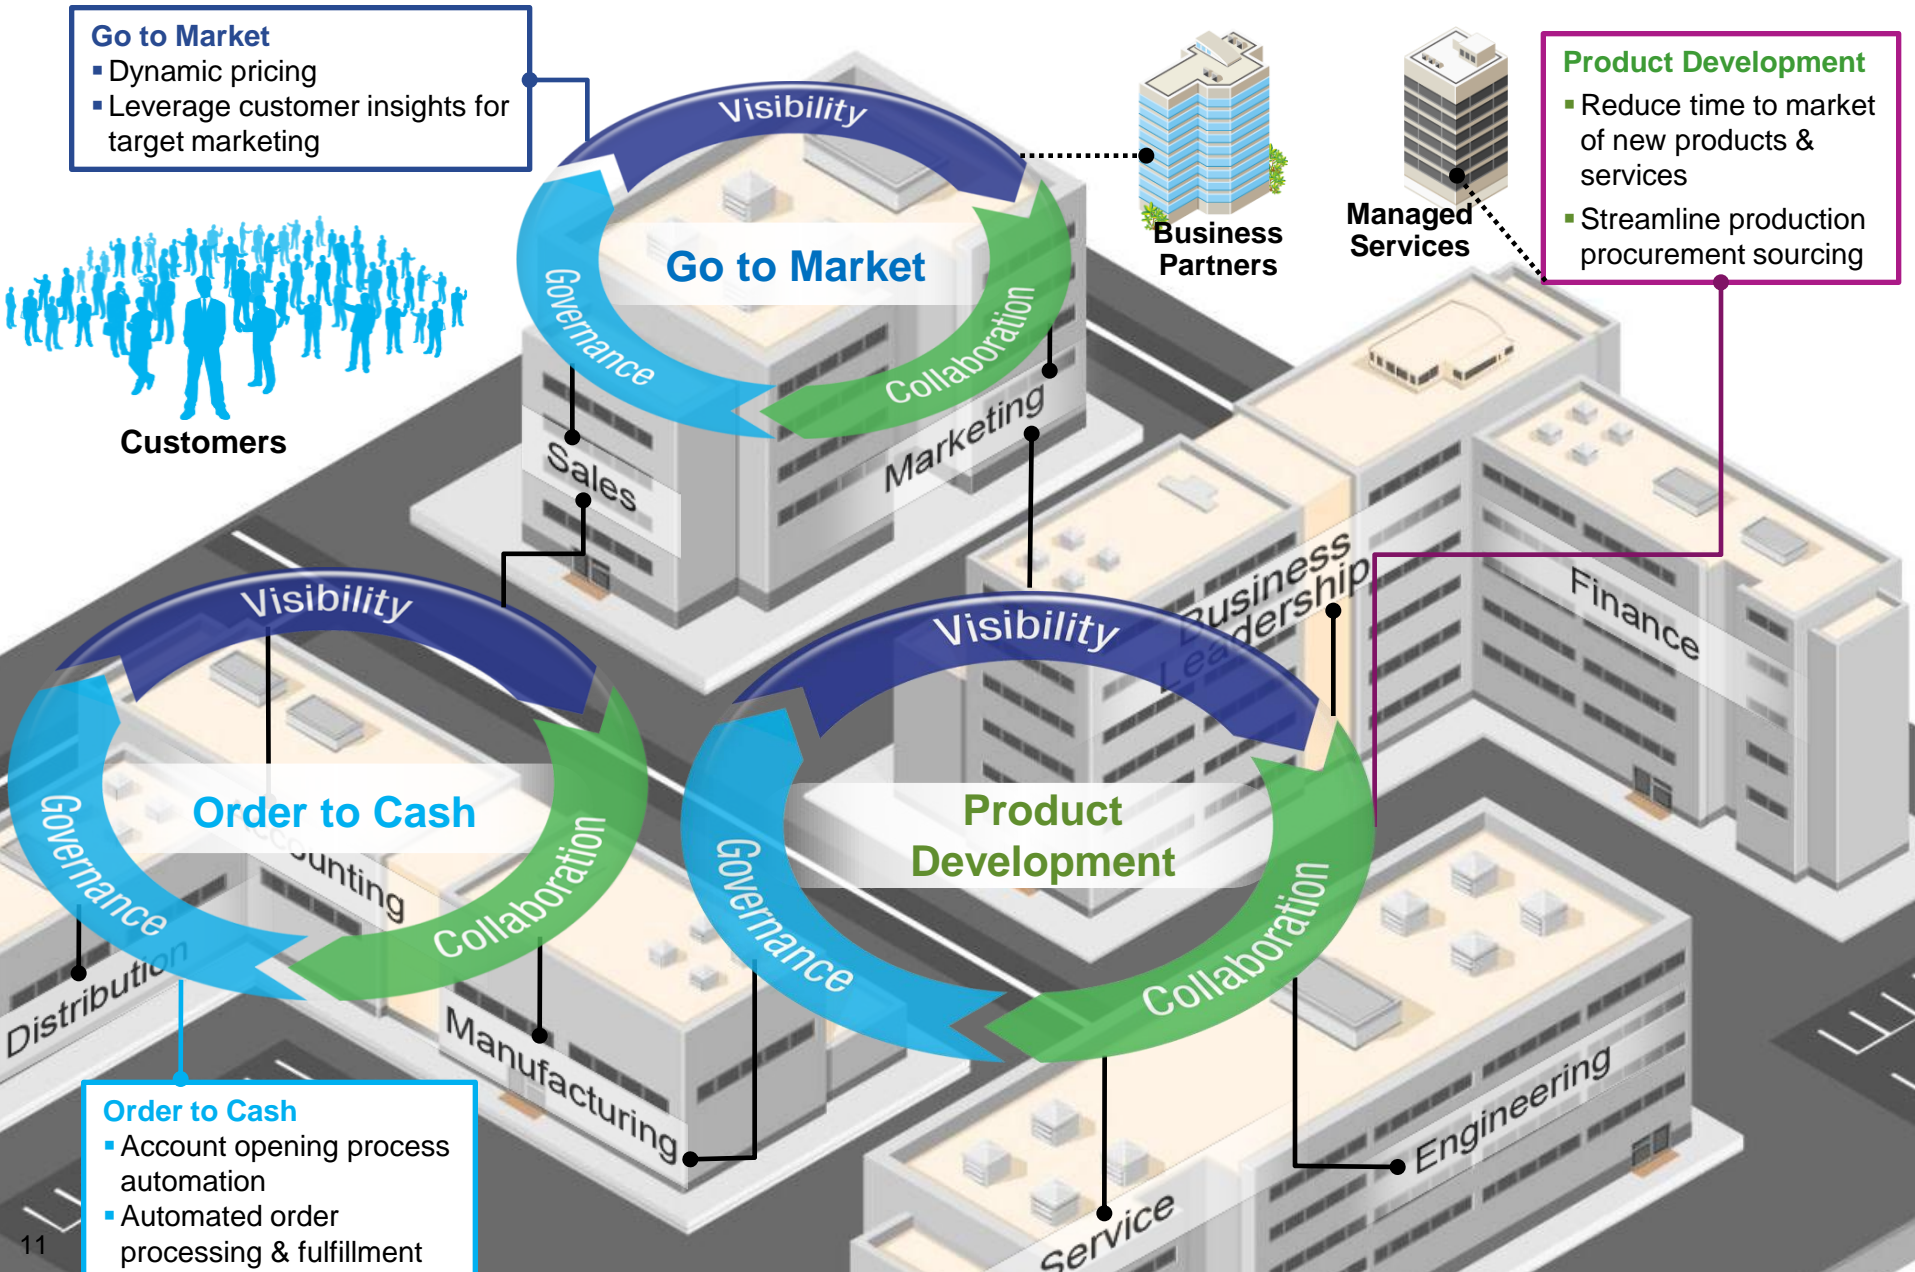 Go to Market
Dynamic pricing
Leverage customer insights for
target marketing
Product Development
Reduce time to market
of new products &
services
Streamline production
procurement sourcing
Visibility
Governance
Collaboration
Go to Market
Business
Partners
Managed
Services
Customers
Sales
Marketing
Business
Leadership
Finance
Visibility
Governance
Collaboration
Order to Cash
Visibility
Governance
Collaboration
Product
Development
Accounting
Distribution
Manufacturing
Engineering
Service
Order to Cash
Account opening process
automation
Automated order
processing & fulfillment
11